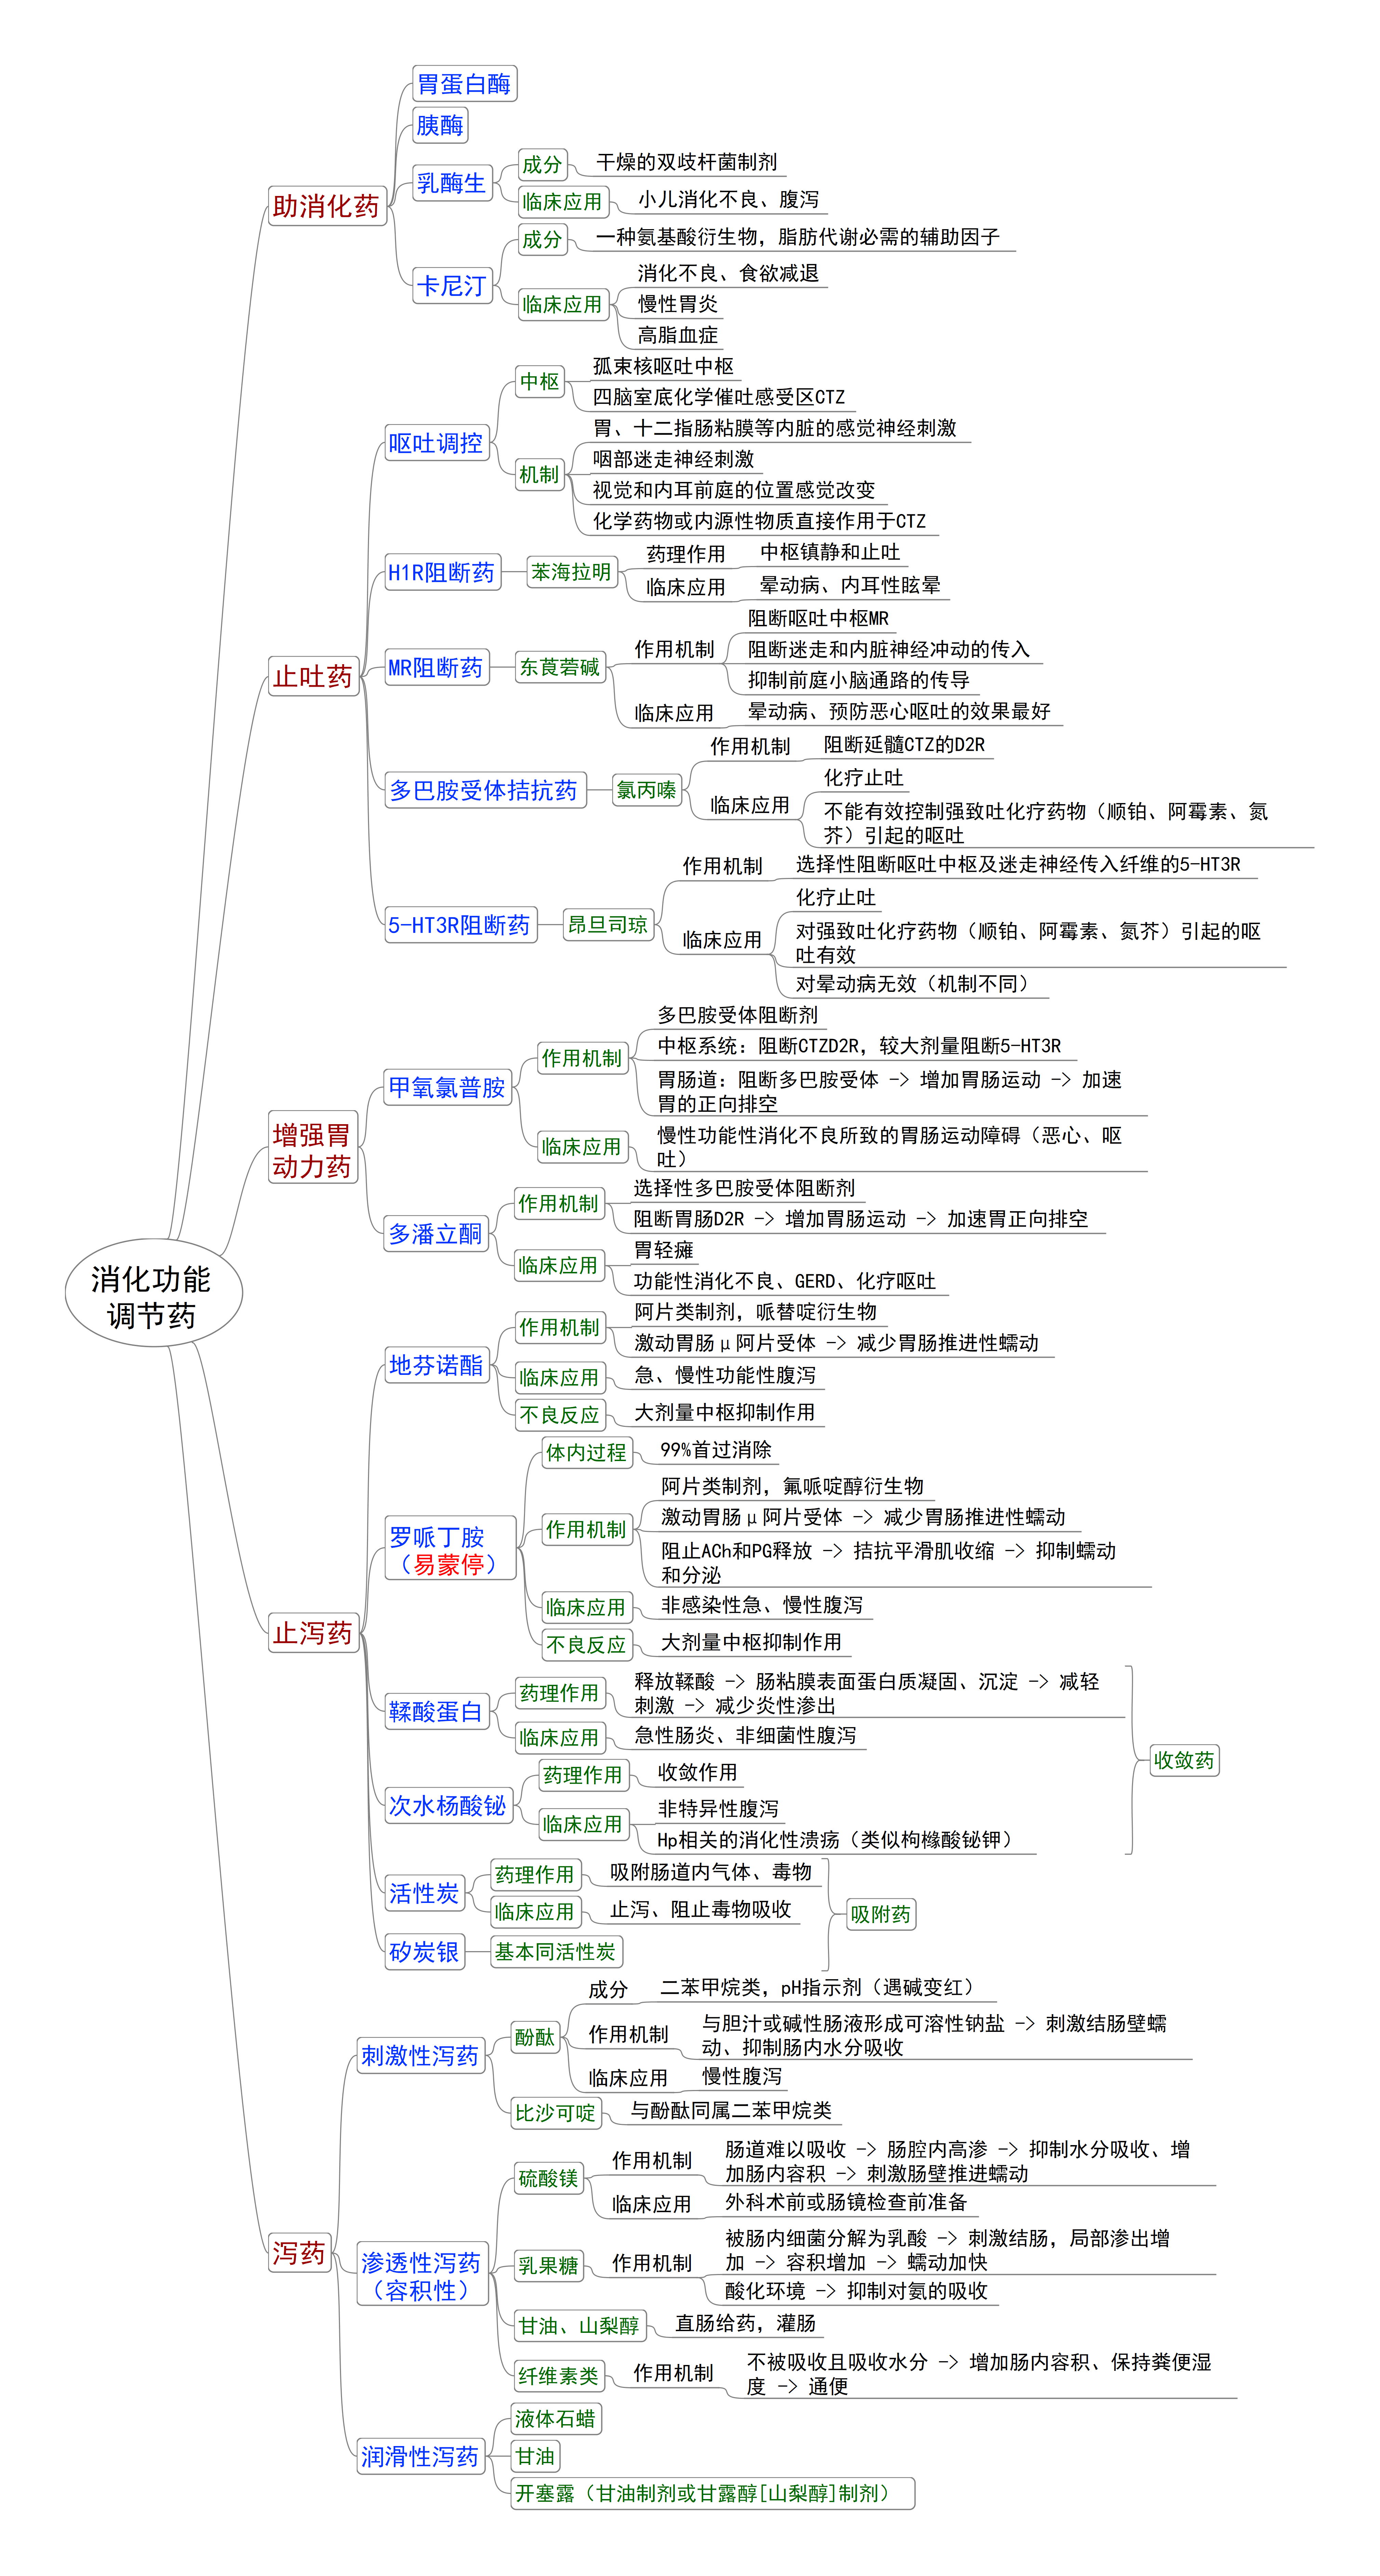 胃蛋白酶
胰酶
助消化药
乳酶生
成分
干燥的双歧杆菌制剂
临床应用
小儿消化不良、腹泻
卡尼汀
成分
一种氨基酸衍生物，脂肪代谢必需的辅助因子
临床应用
消化不良、食欲减退
慢性胃炎
高脂血症
止吐药
呕吐调控
中枢
孤束核呕吐中枢
四脑室底化学催吐感受区CTZ
机制
胃、十二指肠粘膜等内脏的感觉神经刺激
咽部迷走神经刺激
视觉和内耳前庭的位置感觉改变
化学药物或内源性物质直接作用于CTZ
H1R阻断药
苯海拉明
药理作用
中枢镇静和止吐
临床应用
晕动病、内耳性眩晕
MR阻断药
东莨菪碱
作用机制
阻断呕吐中枢MR
阻断迷走和内脏神经冲动的传入
抑制前庭小脑通路的传导
临床应用
晕动病、预防恶心呕吐的效果最好
多巴胺受体拮抗药
氯丙嗪
作用机制
阻断延髓CTZ的D2R
临床应用
化疗止吐
不能有效控制强致吐化疗药物（顺铂、阿霉素、氮
芥）引起的呕吐
5-HT3R阻断药
昂旦司琼
作用机制
选择性阻断呕吐中枢及迷走神经传入纤维的5-HT3R
临床应用
化疗止吐
对强致吐化疗药物（顺铂、阿霉素、氮芥）引起的呕
吐有效
对晕动病无效（机制不同）
增强胃
动力药
甲氧氯普胺
作用机制
多巴胺受体阻断剂
中枢系统：阻断CTZD2R，较大剂量阻断5-HT3R
胃肠道：阻断多巴胺受体 -> 增加胃肠运动 -> 加速
胃的正向排空
临床应用
慢性功能性消化不良所致的胃肠运动障碍（恶心、呕
吐）
多潘立酮
作用机制
选择性多巴胺受体阻断剂
阻断胃肠D2R -> 增加胃肠运动 -> 加速胃正向排空
临床应用
胃轻瘫
功能性消化不良、GERD、化疗呕吐
消化功能
调节药
止泻药
地芬诺酯
作用机制
阿片类制剂，哌替啶衍生物
激动胃肠μ阿片受体 -> 减少胃肠推进性蠕动
临床应用
急、慢性功能性腹泻
不良反应
大剂量中枢抑制作用
罗哌丁胺
（易蒙停）
体内过程
99%首过消除
作用机制
阿片类制剂，氟哌啶醇衍生物
激动胃肠μ阿片受体 -> 减少胃肠推进性蠕动
阻止ACh和PG释放 -> 拮抗平滑肌收缩 -> 抑制蠕动
和分泌
临床应用
非感染性急、慢性腹泻
不良反应
大剂量中枢抑制作用
鞣酸蛋白
药理作用
释放鞣酸 -> 肠粘膜表面蛋白质凝固、沉淀 -> 减轻
刺激 -> 减少炎性渗出
临床应用
急性肠炎、非细菌性腹泻
收敛药
次水杨酸铋
药理作用
收敛作用
临床应用
非特异性腹泻
Hp相关的消化性溃疡（类似枸橼酸铋钾）
活性炭
药理作用
吸附肠道内气体、毒物
临床应用
止泻、阻止毒物吸收
吸附药
矽炭银
基本同活性炭
泻药
刺激性泻药
酚酞
成分
二苯甲烷类，pH指示剂（遇碱变红）
作用机制
与胆汁或碱性肠液形成可溶性钠盐 -> 刺激结肠壁蠕
动、抑制肠内水分吸收
临床应用
慢性腹泻
比沙可啶
与酚酞同属二苯甲烷类
渗透性泻药
（容积性）
硫酸镁
作用机制
肠道难以吸收 -> 肠腔内高渗 -> 抑制水分吸收、增
加肠内容积 -> 刺激肠壁推进蠕动
临床应用
外科术前或肠镜检查前准备
乳果糖
作用机制
被肠内细菌分解为乳酸 -> 刺激结肠，局部渗出增
加 -> 容积增加 -> 蠕动加快
酸化环境 -> 抑制对氨的吸收
甘油、山梨醇
直肠给药，灌肠
纤维素类
作用机制
不被吸收且吸收水分 -> 增加肠内容积、保持粪便湿
度 -> 通便
润滑性泻药
液体石蜡
甘油
开塞露（甘油制剂或甘露醇[山梨醇]制剂）